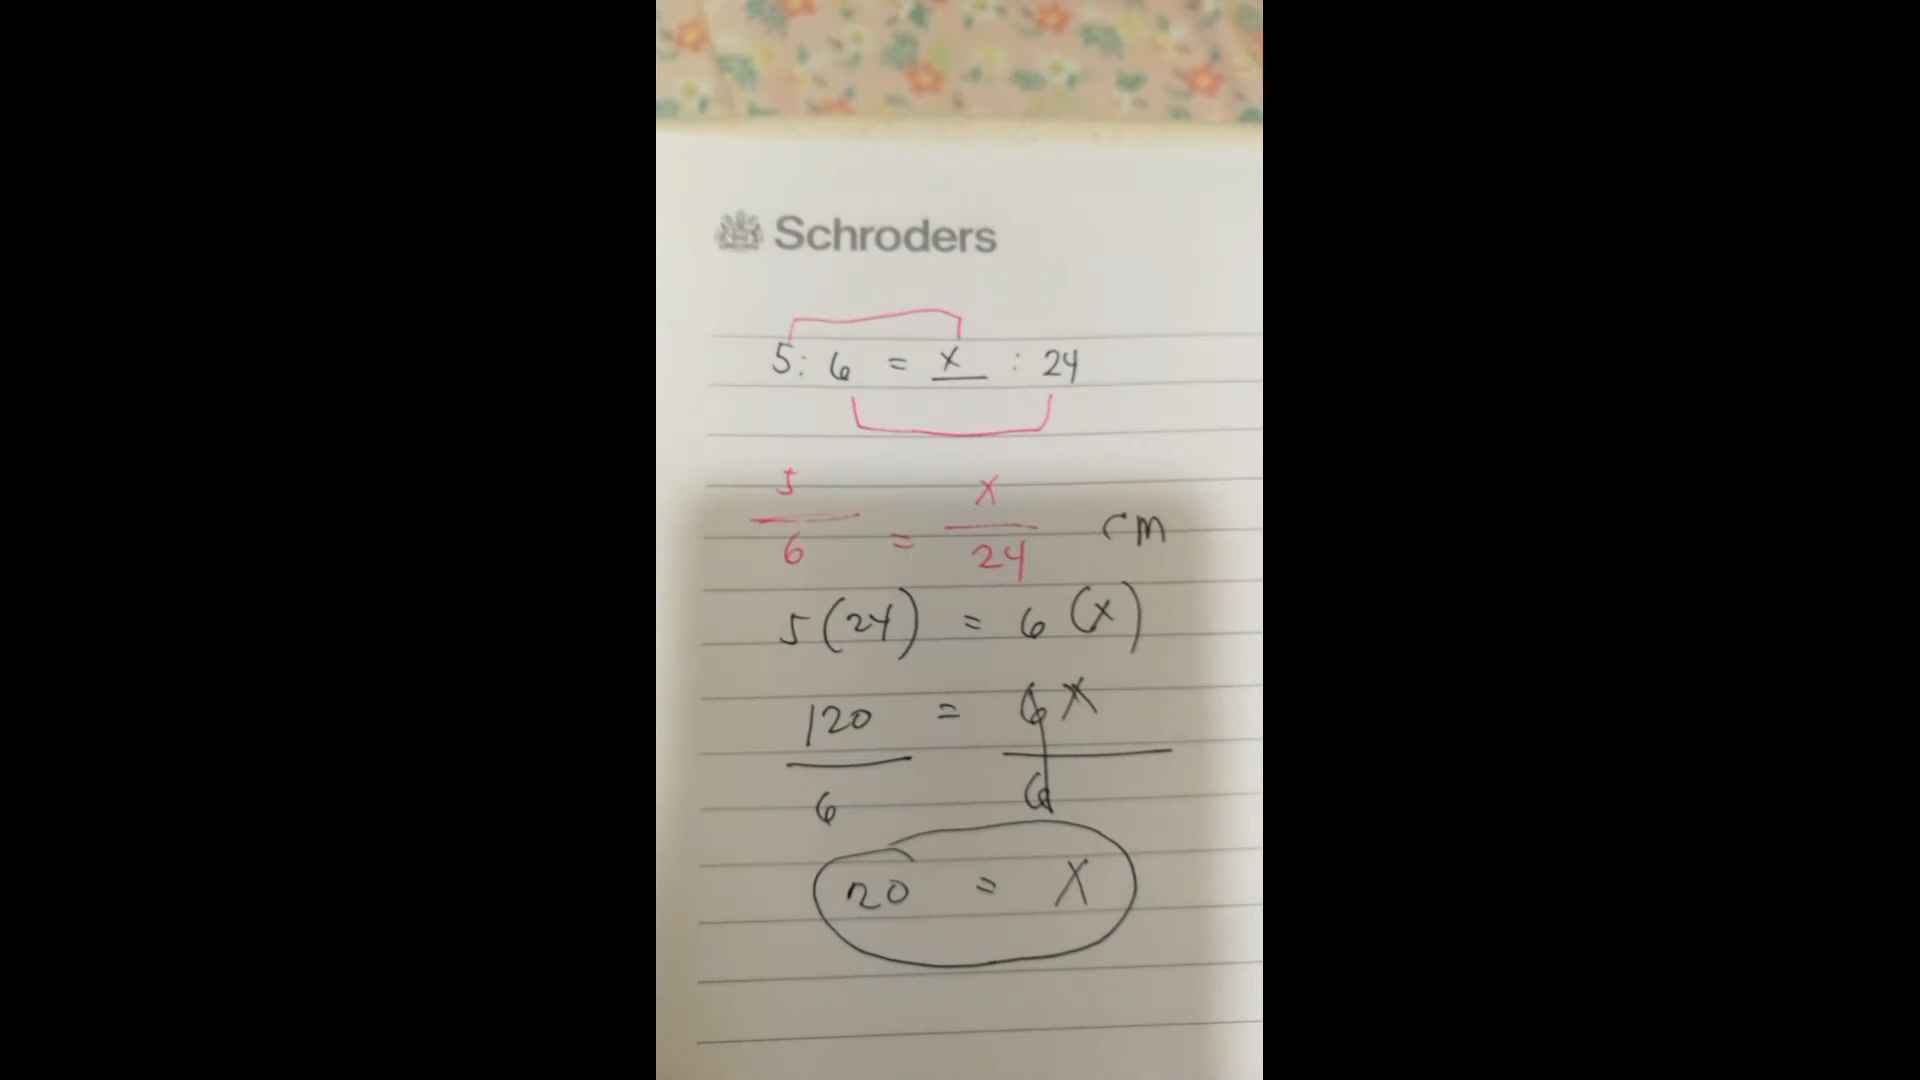 Schroders
5 : 6 = x : 24
5/6 = x/24 CM
5(24) = 6(x)
120/6 = 6x/6
20 = x